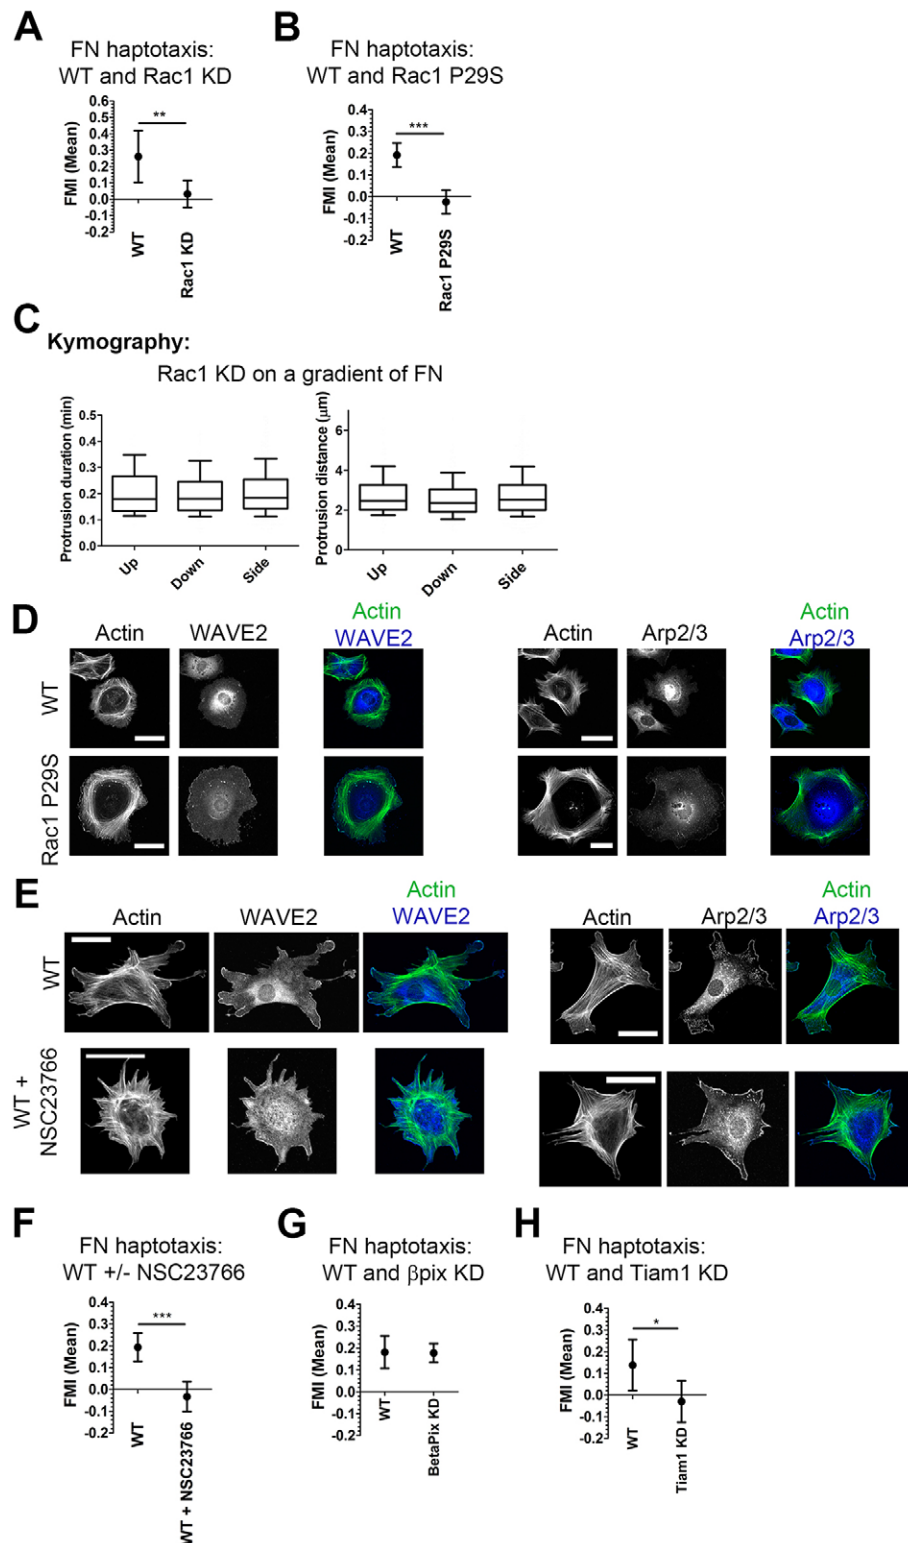 A
FN haptotaxis:
WT and Rac1 KD
FMI (Mean)
0.6
0.5
0.4
0.3
0.2
0.1
0.0
-0.1
-0.2
**
WT
Rac1 KD
B
FN haptotaxis:
WT and Rac1 P29S
FMI (Mean)
0.4
0.3
0.2
0.1
0.0
-0.1
-0.2
***
WT
Rac1 P29S
C
Kymography:
Rac1 KD on a gradient of FN
Protrusion duration (min)
0.5
0.4
0.3
0.2
0.1
0.0
Up
Down
Side
Protrusion distance (μm)
6
4
2
0
Up
Down
Side
D
Actin
WAVE2
Actin
WAVE2
Actin
Arp2/3
Actin
Arp2/3
WT
Rac1 P29S
E
Actin
WAVE2
Actin
WAVE2
Actin
Arp2/3
Actin
Arp2/3
WT
WT +
NSC23766
F
FN haptotaxis:
WT +/- NSC23766
FMI (Mean)
0.4
0.3
0.2
0.1
0.0
-0.1
-0.2
***
WT
WT + NSC23766
G
FN haptotaxis:
WT and βpix KD
FMI (Mean)
0.4
0.3
0.2
0.1
0.0
-0.1
-0.2
WT
BetaPix KD
H
FN haptotaxis:
WT and Tiam1 KD
FMI (Mean)
0.4
0.3
0.2
0.1
0.0
-0.1
-0.2
*
WT
Tiam1 KD